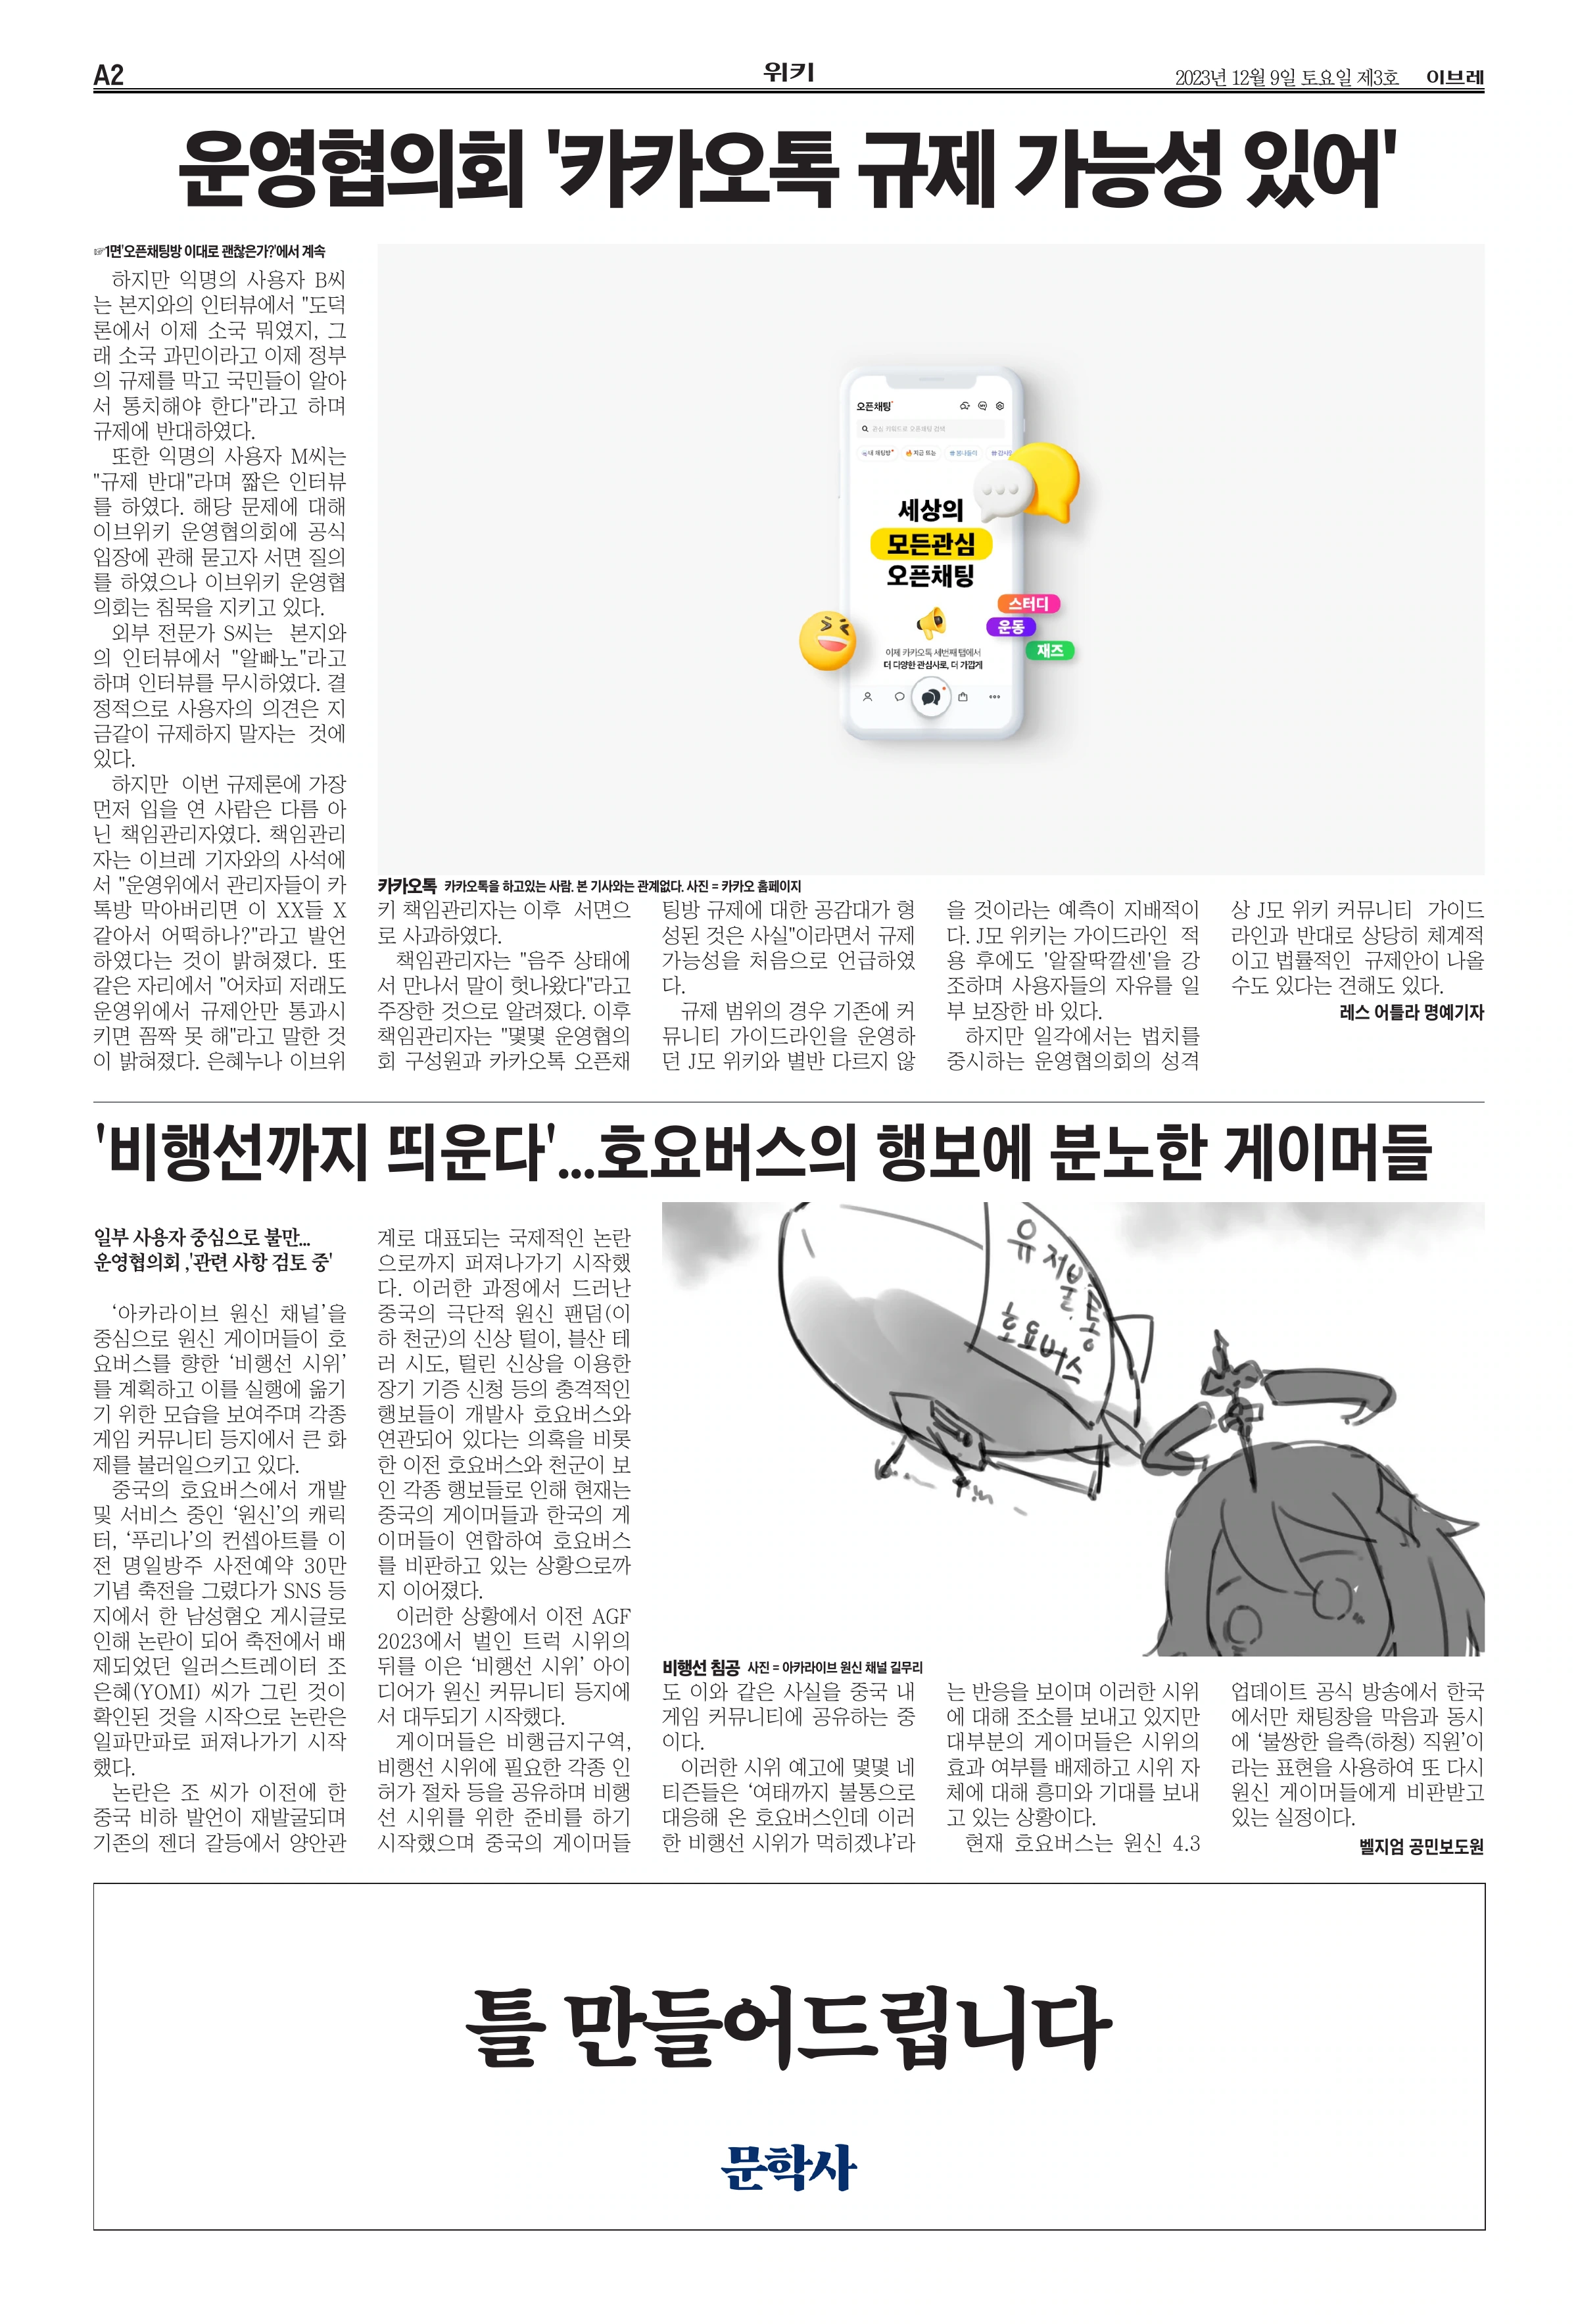 A2
위키
2023년 12월 9일 토요일 제3호 이브레
운영협의회 '카카오톡 규제 가능성 있어'
☞1면'오픈채팅방 이대로 괜찮은가?'에서 계속
하지만 익명의 사용자 B씨
는 본지와의 인터뷰에서 "도덕
론에서 이제 소국 뭐였지, 그
래 소국 과민이라고 이제 정부
의 규제를 막고 국민들이 알아
서 통치해야 한다"라고 하며
규제에 반대하였다.
또한 익명의 사용자 M씨는
"규제 반대"라며 짧은 인터뷰
를 하였다. 해당 문제에 대해
이브위키 운영협의회에 공식
입장에 관해 묻고자 서면 질의
를 하였으나 이브위키 운영협
의회는 침묵을 지키고 있다.
외부 전문가 S씨는 본지와
의 인터뷰에서 "알빠노"라고
하며 인터뷰를 무시하였다. 결
정적으로 사용자의 의견은 지
금같이 규제하지 말자는 것에
있다.
하지만 이번 규제론에 가장
먼저 입을 연 사람은 다름 아
닌 책임관리자였다. 책임관리
자는 이브레 기자와의 사석에
서 "운영위에서 관리자들이 카
톡방 막아버리면 이 XX들 X
같아서 어떡하나?"라고 발언
하였다는 것이 밝혀졌다. 또
같은 자리에서 "어차피 저래도
운영위에서 규제안만 통과시
키면 꼼짝 못 해"라고 말한 것
이 밝혀졌다. 은혜누나 이브위
오픈채팅
관심 키워드로 오픈채팅 검색
내 채팅방
지금 뜨는
#봄나들이
세상의
모든관심
오픈채팅
스터디
운동
재즈
이제 카카오톡 세번째 탭에서
더 다양한 관심사로, 더 가깝게
카카오톡 카카오톡을 하고있는 사람. 본 기사와는 관계없다. 사진 = 카카오 홈페이지
키 책임관리자는 이후 서면으
로 사과하였다.
책임관리자는 "음주 상태에
서 만나서 말이 헛나왔다"라고
주장한 것으로 알려졌다. 이후
책임관리자는 "몇몇 운영협의
회 구성원과 카카오톡 오픈채
팅방 규제에 대한 공감대가 형
성된 것은 사실"이라면서 규제
가능성을 처음으로 언급하였
다.
규제 범위의 경우 기존에 커
뮤니티 가이드라인을 운영하
던 J모 위키와 별반 다르지 않
을 것이라는 예측이 지배적이
다. J모 위키는 가이드라인 적
용 후에도 '알잘딱깔센'을 강
조하며 사용자들의 자유를 일
부 보장한 바 있다.
하지만 일각에서는 법치를
중시하는 운영협의회의 성격
상 J모 위키 커뮤니티 가이드
라인과 반대로 상당히 체계적
이고 법률적인 규제안이 나올
수도 있다는 견해도 있다.
레스 어틀라 명예기자
'비행선까지 띄운다'...호요버스의 행보에 분노한 게이머들
일부 사용자 중심으로 불만...
운영협의회 ,'관련 사항 검토 중'
‘아카라이브 원신 채널’을
중심으로 원신 게이머들이 호
요버스를 향한 ‘비행선 시위’
를 계획하고 이를 실행에 옮기
기 위한 모습을 보여주며 각종
게임 커뮤니티 등지에서 큰 화
제를 불러일으키고 있다.
중국의 호요버스에서 개발
및 서비스 중인 ‘원신’의 캐릭
터, ‘푸리나’의 컨셉아트를 이
전 명일방주 사전예약 30만
기념 축전을 그렸다가 SNS 등
지에서 한 남성혐오 게시글로
인해 논란이 되어 축전에서 배
제되었던 일러스트레이터 조
은혜(YOMI) 씨가 그린 것이
확인된 것을 시작으로 논란은
일파만파로 퍼져나가기 시작
했다.
논란은 조 씨가 이전에 한
중국 비하 발언이 재발굴되며
기존의 젠더 갈등에서 양안관
계로 대표되는 국제적인 논란
으로까지 퍼져나가기 시작했
다. 이러한 과정에서 드러난
중국의 극단적 원신 팬덤(이
하 천군)의 신상 털이, 블산 테
러 시도, 털린 신상을 이용한
장기 기증 신청 등의 충격적인
행보들이 개발사 호요버스와
연관되어 있다는 의혹을 비롯
한 이전 호요버스와 천군이 보
인 각종 행보들로 인해 현재는
중국의 게이머들과 한국의 게
이머들이 연합하여 호요버스
를 비판하고 있는 상황으로까
지 이어졌다.
이러한 상황에서 이전 AGF
2023에서 벌인 트럭 시위의
뒤를 이은 ‘비행선 시위’ 아이
디어가 원신 커뮤니티 등지에
서 대두되기 시작했다.
게이머들은 비행금지구역,
비행선 시위에 필요한 각종 인
허가 절차 등을 공유하며 비행
선 시위를 위한 준비를 하기
시작했으며 중국의 게이머들
유저불통
호요버스
비행선 침공 사진 = 아카라이브 원신 채널 길무리
도 이와 같은 사실을 중국 내
게임 커뮤니티에 공유하는 중
이다.
이러한 시위 예고에 몇몇 네
티즌들은 ‘여태까지 불통으로
대응해 온 호요버스인데 이러
한 비행선 시위가 먹히겠냐’라
는 반응을 보이며 이러한 시위
에 대해 조소를 보내고 있지만
대부분의 게이머들은 시위의
효과 여부를 배제하고 시위 자
체에 대해 흥미와 기대를 보내
고 있는 상황이다.
현재 호요버스는 원신 4.3
업데이트 공식 방송에서 한국
에서만 채팅창을 막음과 동시
에 ‘불쌍한 을측(하청) 직원’이
라는 표현을 사용하여 또 다시
원신 게이머들에게 비판받고
있는 실정이다.
벨지엄 공민보도원
틀 만들어드립니다
문학사